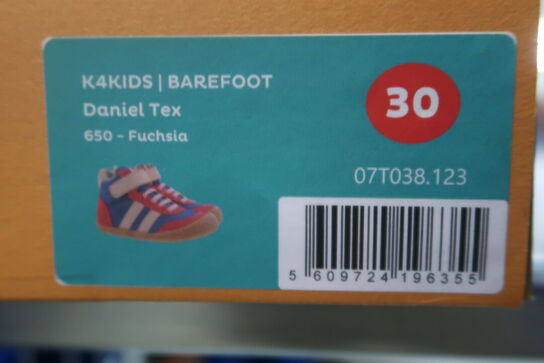 K4KIDS | BAREFOOT
Daniel Tex
650 - Fuchsia
30
07T038.123
5 609724 196355